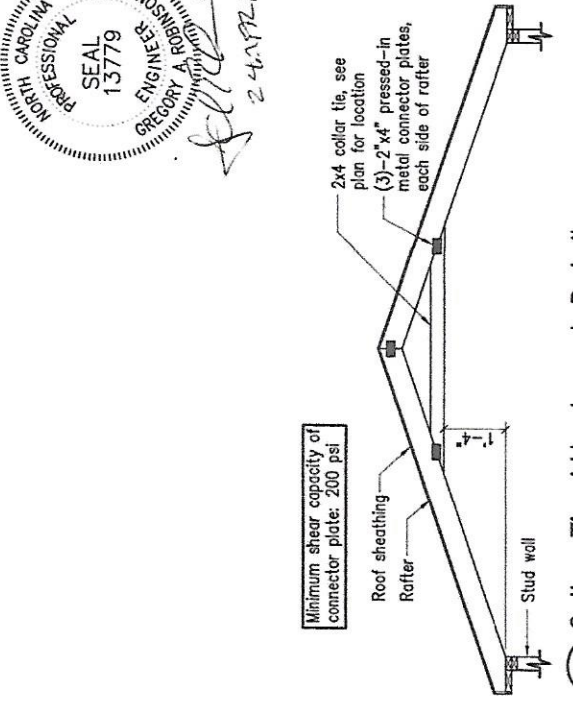 NORTH CAROLINA
PROFESSIONAL
SEAL
13779
ENGINEER
GREGORY A. ROBINSON
Minimum shear capacity of
connector plate: 200 psi
2x4 collar tie, see
plan for location
(3)-2"x4" pressed-in
metal connector plates,
each side of rafter
Roof sheathing
Rafter
1'-4"
Stud wall